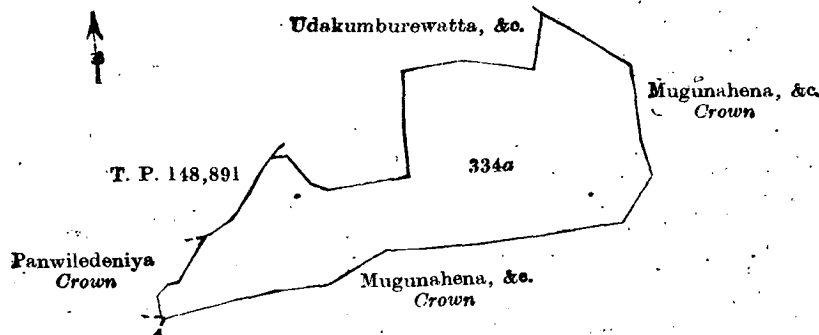 Udakumburewatta, &c.
Mugunahena, &c.
Crown
T. P. 148,891
334a
Panwiledeniya
Crown
Mugunahena, &c.
Crown